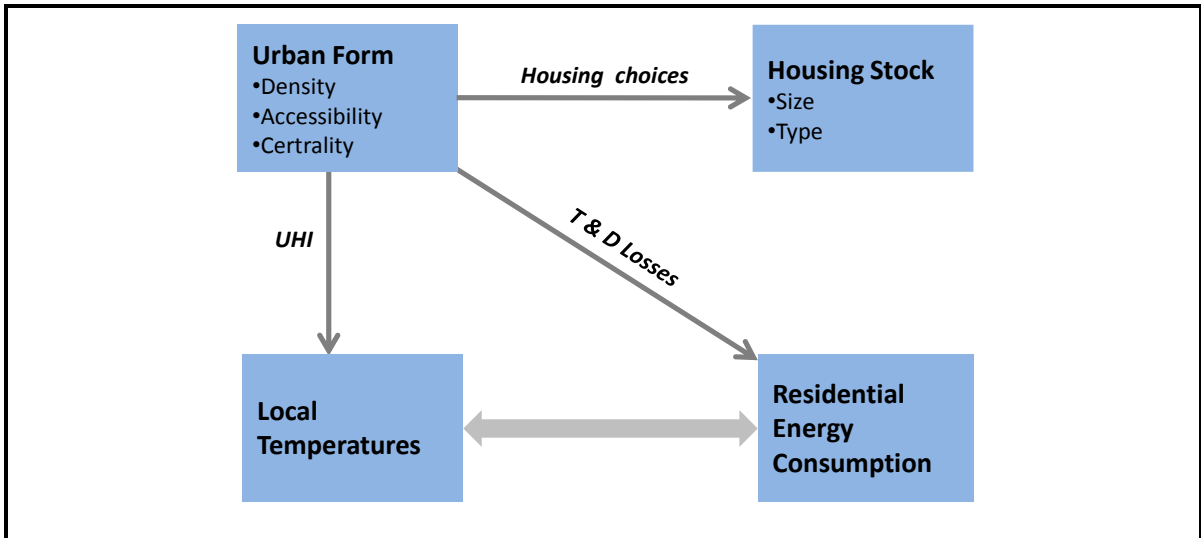 Urban Form
•Density
•Accessibility
•Certrality
Housing choices
Housing Stock
•Size
•Type
UHI
T & D Losses
Local
Temperatures
Residential
Energy
Consumption